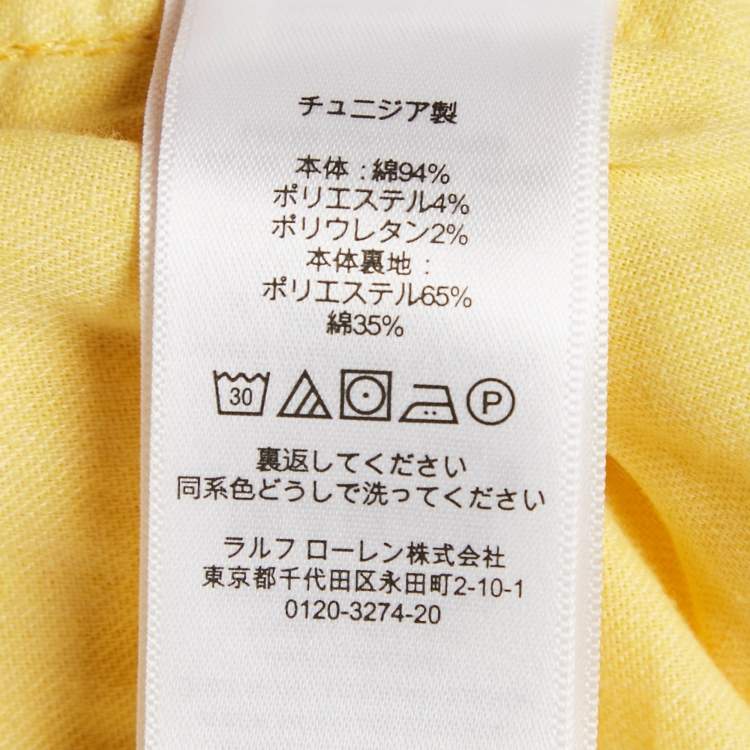 チュニジア製
本体 : 綿94%
ポリエステル4%
ポリウレタン2%
本体裏地 :
ポリエステル65%
綿35%
30 P
裏返してください
同系色どうしで洗ってください
ラルフ ローレン株式会社
東京都千代田区永田町2-10-1
0120-3274-20